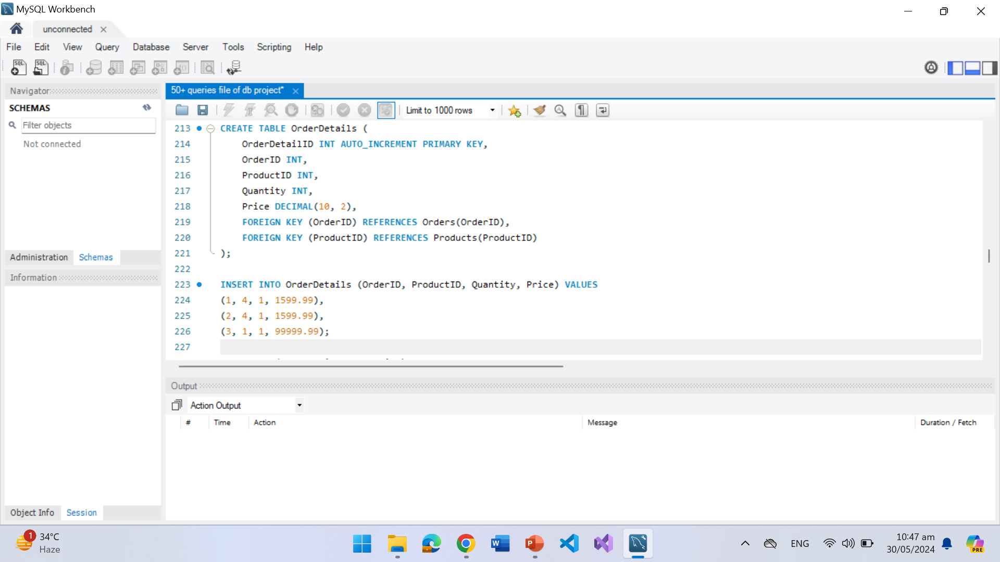 MySQL Workbench
unconnected
File Edit View Query Database Server Tools Scripting Help
Navigator
SCHEMAS
Filter objects
Not connected
Administration Schemas
Information
Object Info Session
50+ queries file of db project*
Limit to 1000 rows
213 CREATE TABLE OrderDetails (
214 OrderDetailID INT AUTO_INCREMENT PRIMARY KEY,
215 OrderID INT,
216 ProductID INT,
217 Quantity INT,
218 Price DECIMAL(10, 2),
219 FOREIGN KEY (OrderID) REFERENCES Orders(OrderID),
220 FOREIGN KEY (ProductID) REFERENCES Products(ProductID)
221 );
222
223 INSERT INTO OrderDetails (OrderID, ProductID, Quantity, Price) VALUES
224 (1, 4, 1, 1599.99),
225 (2, 4, 1, 1599.99),
226 (3, 1, 1, 99999.99);
227
Output
Action Output
# Time Action Message Duration / Fetch
1 34°C
Haze
ENG
10:47 am
30/05/2024
PRE